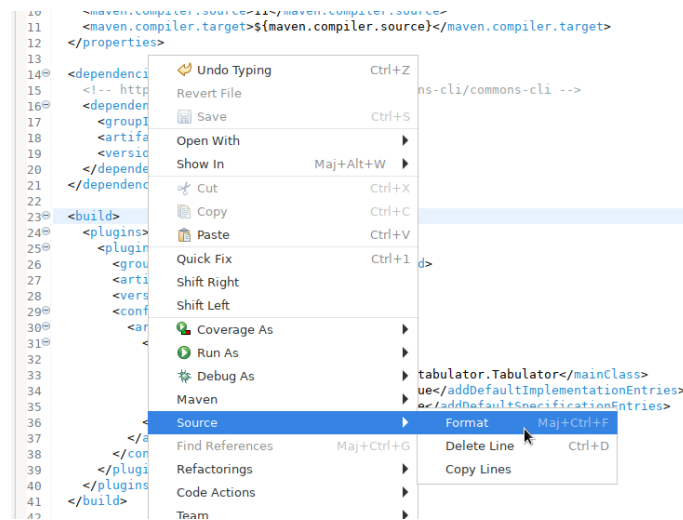 10 <maven.compiler.source>11</maven.compiler.source>
11 <maven.compiler.target>${maven.compiler.source}</maven.compiler.target>
12 </properties>
13
14 <dependenci
15 <!-- http ns-cli/commons-cli -->
16 <dependen
17 <groupI
18 <artifa
19 <versio
20 </depende
21 </dependenc
22
23 <build>
24 <plugins>
25 <plugin
26 <grou d>
27 <arti
28 <vers
29 <conf
30 <ar
31 <
32
33 tabulator.Tabulator</mainClass>
34 ue</addDefaultImplementationEntries>
35 e</addDefaultSpecificationEntries>
36 <
37 </a
38 </con
39 </plugi
40 </plugins
41 </build>
42
Undo Typing Ctrl+Z
Revert File
Save Ctrl+S
Open With
Show In Maj+Alt+W
Cut Ctrl+X
Copy Ctrl+C
Paste Ctrl+V
Quick Fix Ctrl+1
Shift Right
Shift Left
Coverage As
Run As
Debug As
Maven
Source
Find References Maj+Ctrl+G
Refactorings
Code Actions
Team
Format Maj+Ctrl+F
Delete Line Ctrl+D
Copy Lines